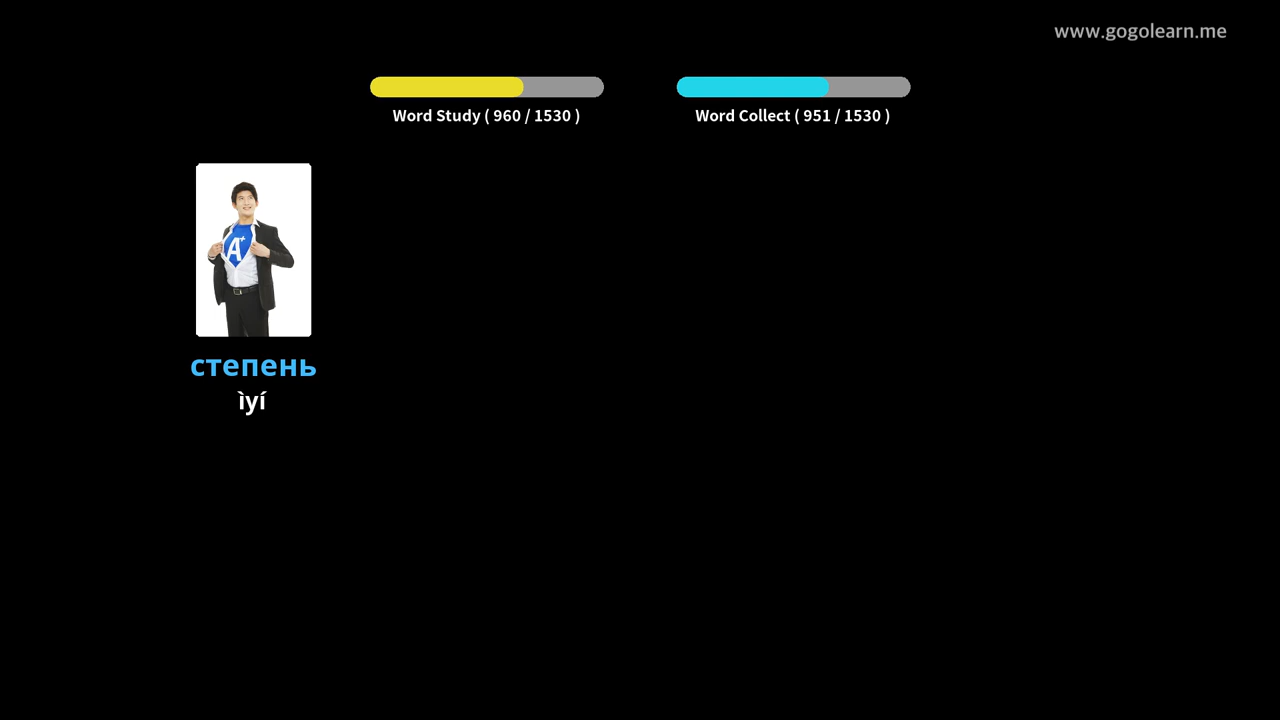 www.gogolearn.me
Word Study ( 960 / 1530 )
Word Collect ( 951 / 1530 )
A+
степень
ìyí